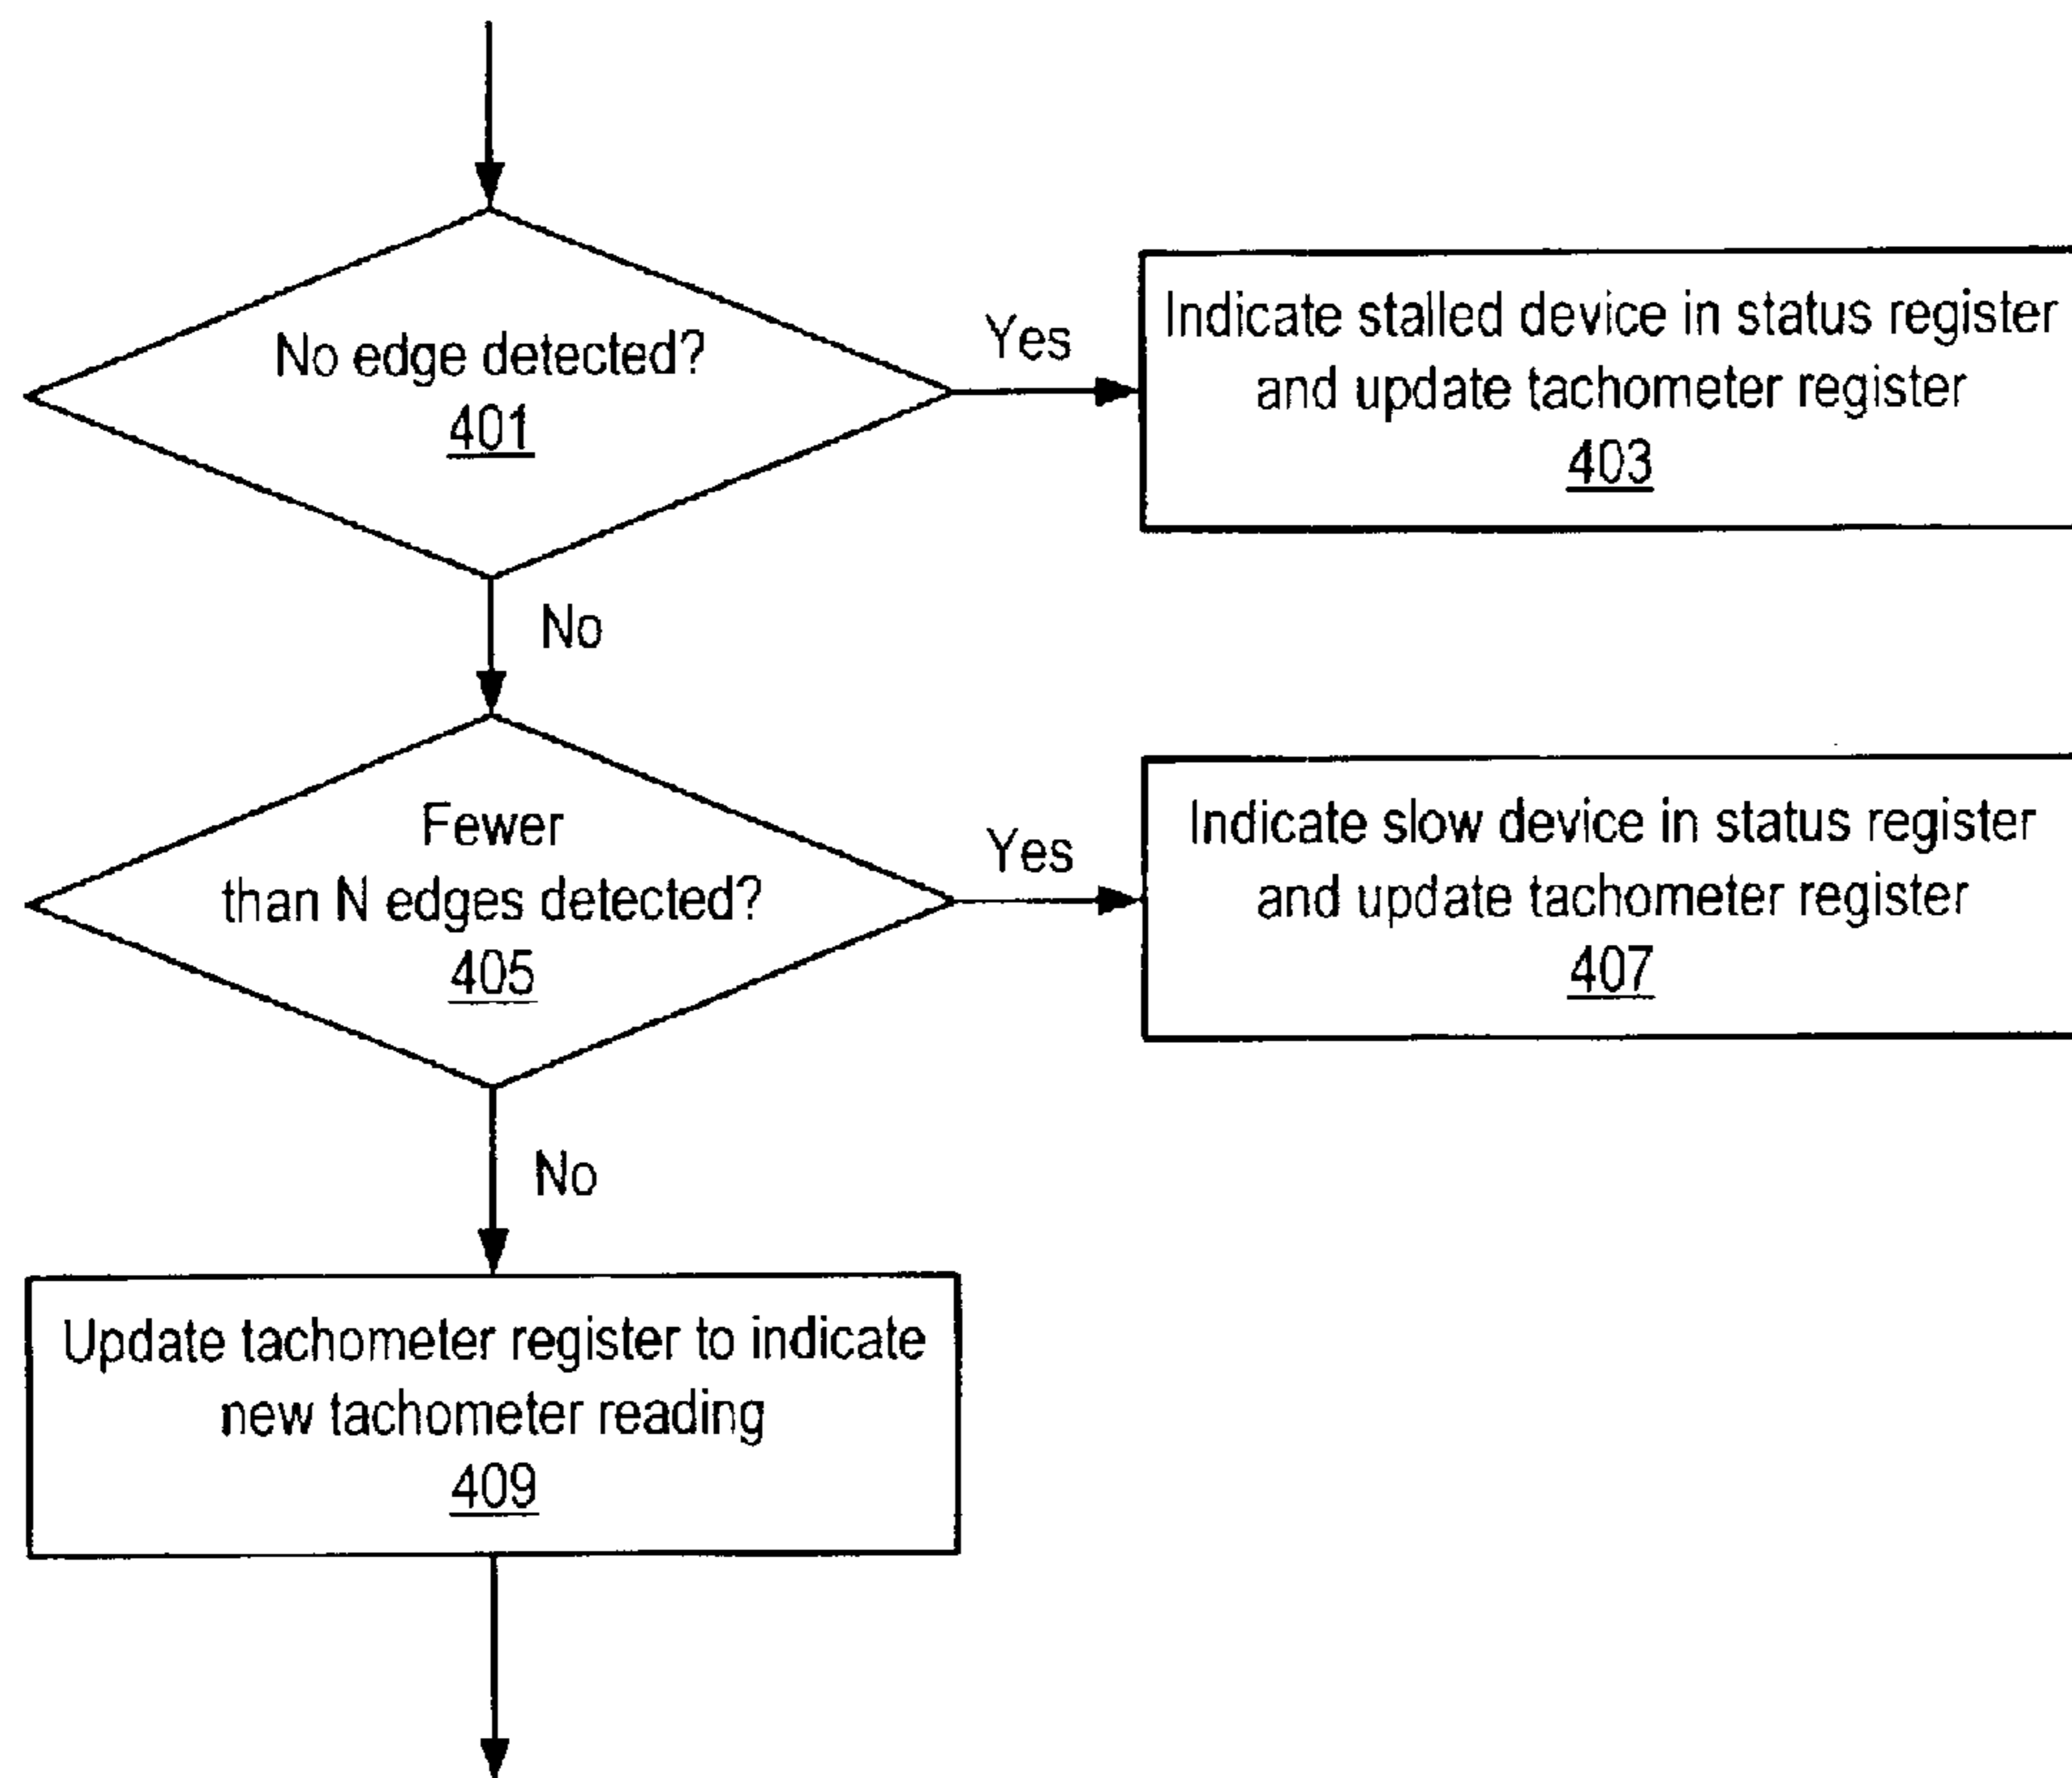 No edge detected?
401
Yes
Indicate stalled device in status register
and update tachometer register
403
No
Fewer
than N edges detected?
405
Yes
Indicate slow device in status register
and update tachometer register
407
No
Update tachometer register to indicate
new tachometer reading
409